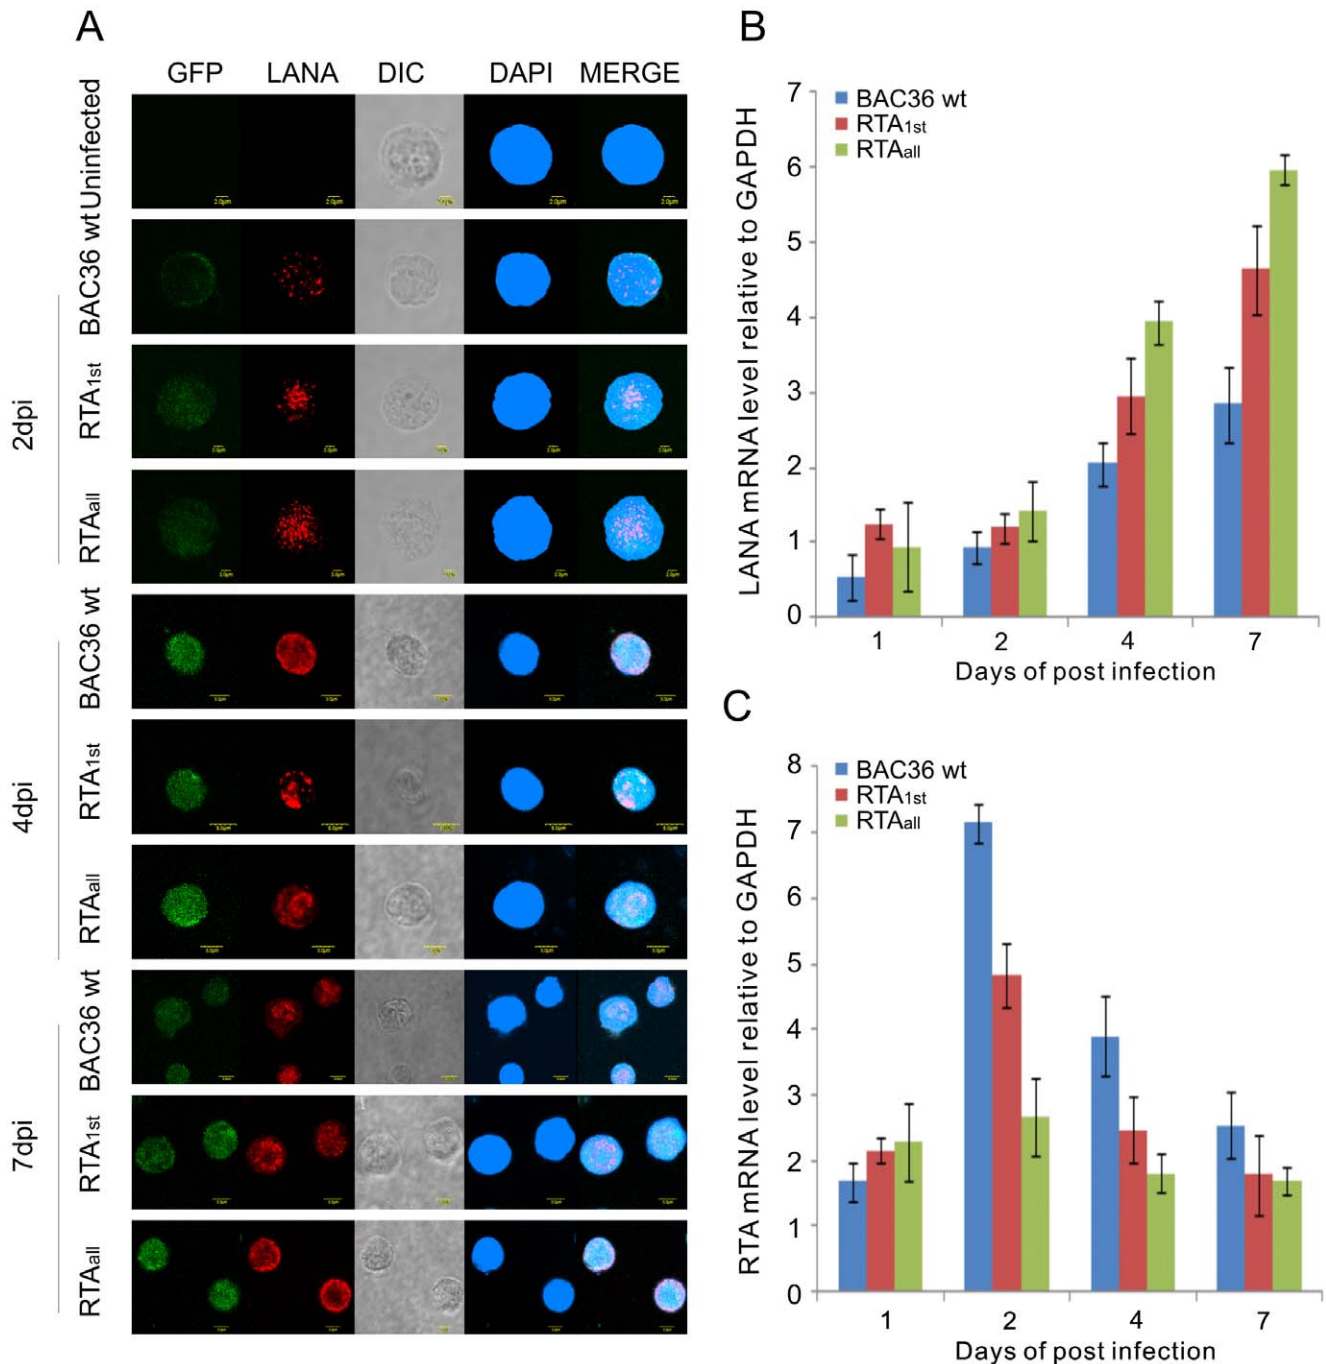 A
GFP LANA DIC DAPI MERGE
Uninfected
BAC36 wt
RTA1st
RTAall
2dpi
BAC36 wt
RTA1st
RTAall
4dpi
BAC36 wt
RTA1st
RTAall
7dpi
B
BAC36 wt
RTA1st
RTAall
LANA mRNA level relative to GAPDH
7
6
5
4
3
2
1
0
1 2 4 7
Days of post infection
C
BAC36 wt
RTA1st
RTAall
RTA mRNA level relative to GAPDH
8
7
6
5
4
3
2
1
0
1 2 4 7
Days of post infection